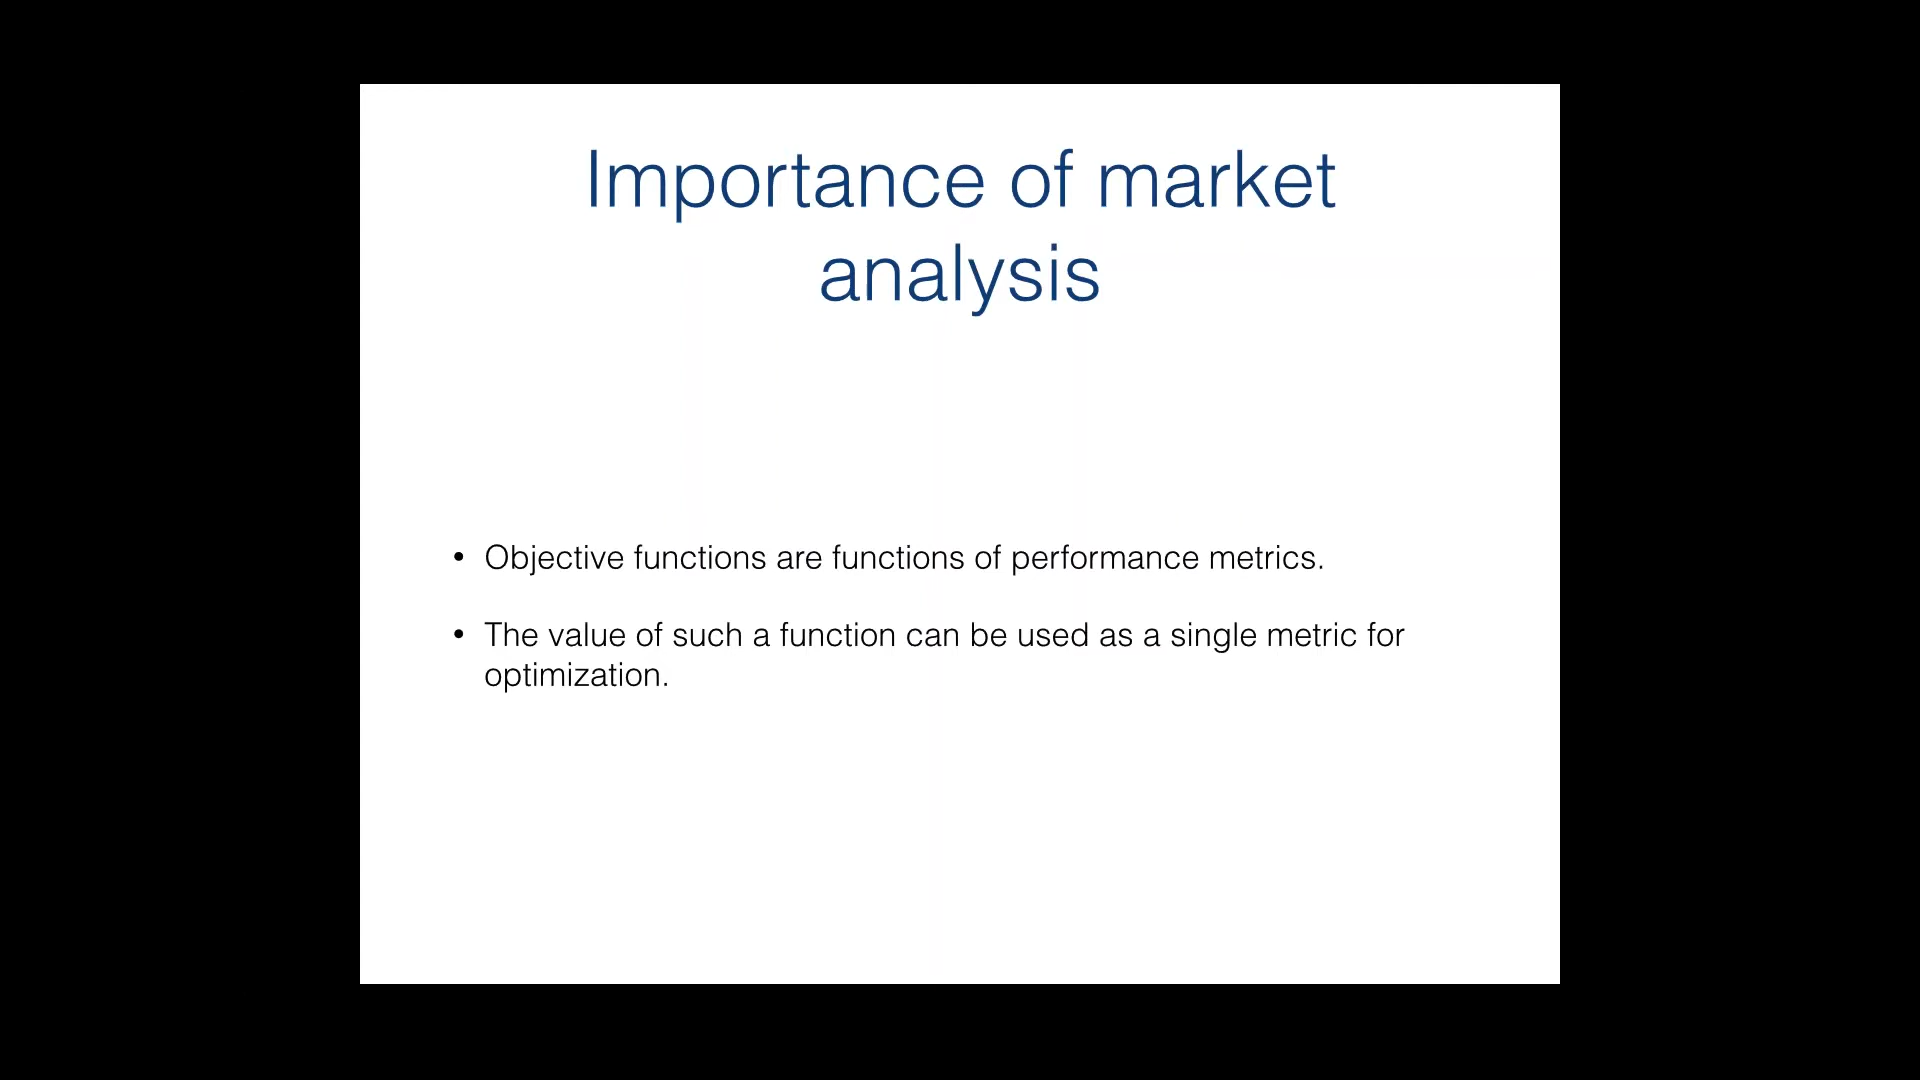 Importance of market
analysis
• Objective functions are functions of performance metrics.
• The value of such a function can be used as a single metric for
optimization.